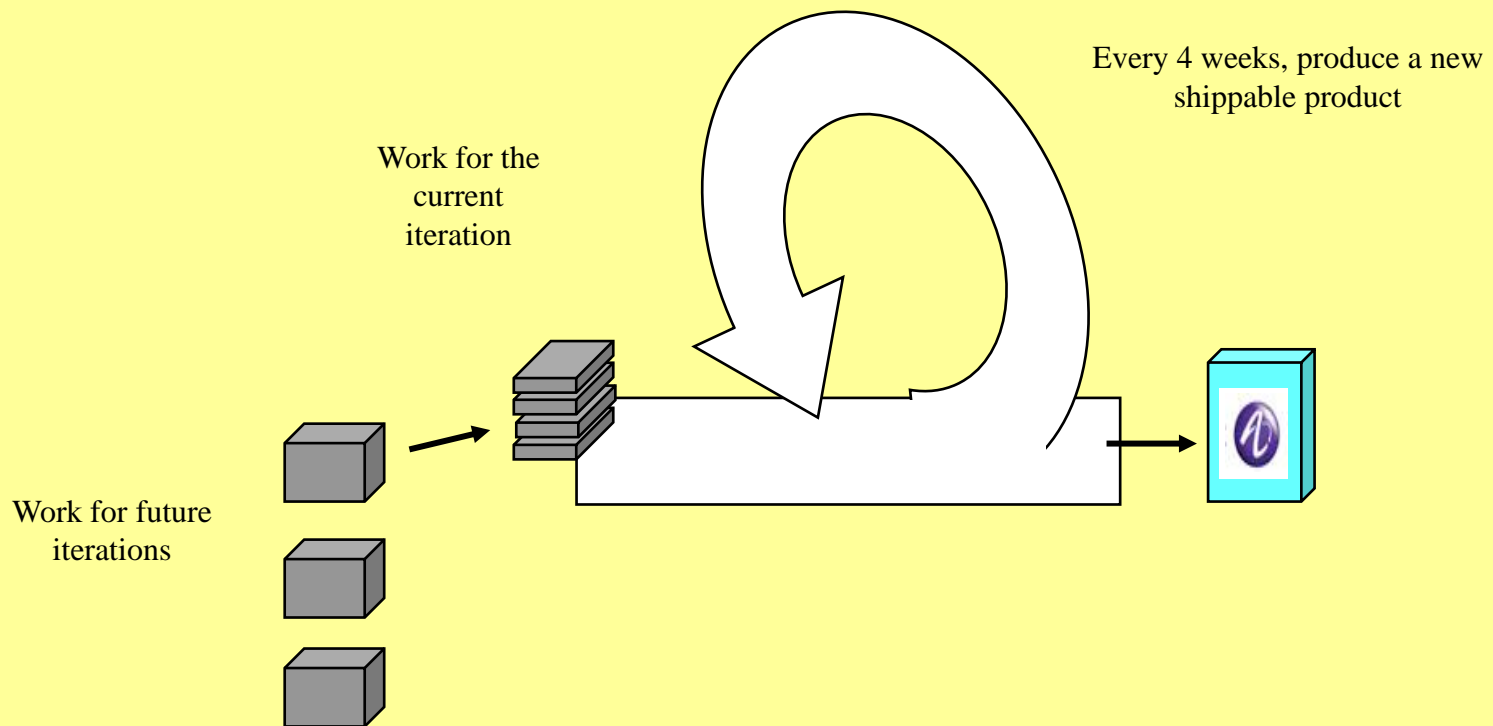 Every 4 weeks, produce a new
shippable product
Work for the
current
iteration
Work for future
iterations